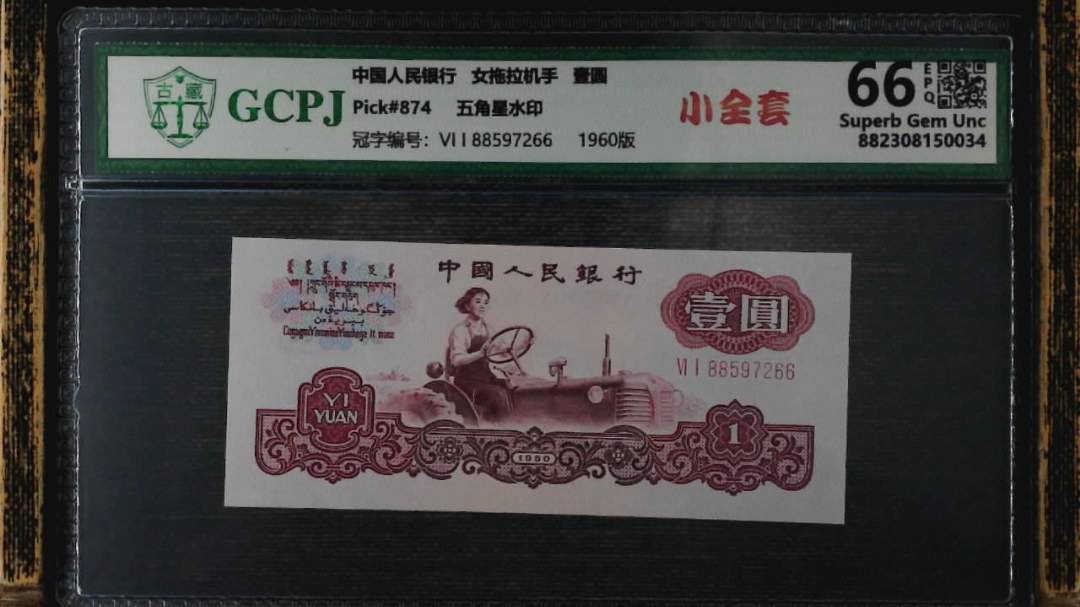 古藏
GCPJ
中国人民银行 女拖拉机手 壹圆
Pick#874 五角星水印
冠字编号: VI I 88597266 1960版
小全套
66
EPQ
Superb Gem Unc
882308150034
中國人民銀行
壹圓
VI I 88597266
YI
YUAN
1960
1